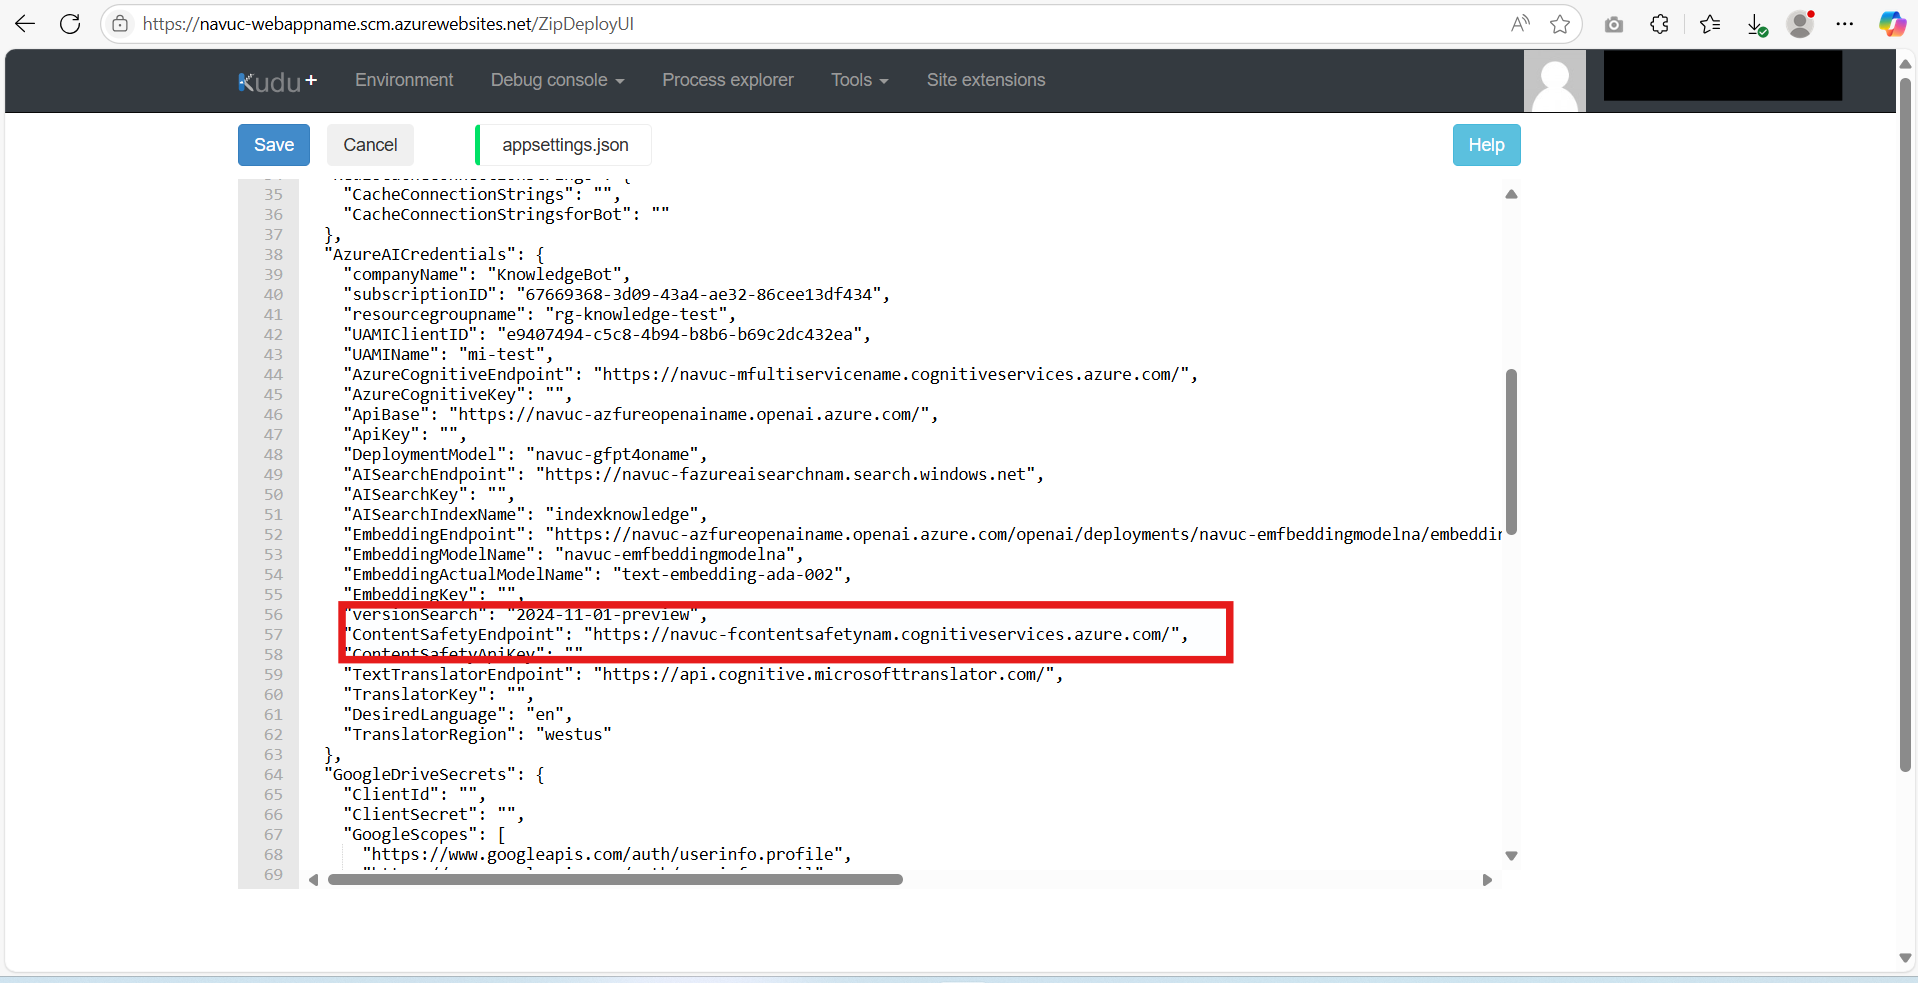 https://navuc-webappname.scm.azurewebsites.net/ZipDeployUI
Kudu+ Environment Debug console Process explorer Tools Site extensions
Save Cancel appsettings.json Help
35 "CacheConnectionStrings": "",
36 "CacheConnectionStringsforBot": ""
37 },
38 "AzureAICredentials": {
39 "companyName": "KnowledgeBot",
40 "subscriptionID": "67669368-3d09-43a4-ae32-86cee13df434",
41 "resourcegroupname": "rg-knowledge-test",
42 "UAMIClientID": "e9407494-c5c8-4b94-b8b6-b69c2dc432ea",
43 "UAMIName": "mi-test",
44 "AzureCognitiveEndpoint": "https://navuc-mfultiservicename.cognitiveservices.azure.com/",
45 "AzureCognitiveKey": "",
46 "ApiBase": "https://navuc-azfureopenainame.openai.azure.com/",
47 "ApiKey": "",
48 "DeploymentModel": "navuc-gfpt4oname",
49 "AISearchEndpoint": "https://navuc-fazureaisearchnam.search.windows.net",
50 "AISearchKey": "",
51 "AISearchIndexName": "indexknowledge",
52 "EmbeddingEndpoint": "https://navuc-azfureopenainame.openai.azure.com/openai/deployments/navuc-emfbeddingmodelna/embeddin
53 "EmbeddingModelName": "navuc-emfbeddingmodelna",
54 "EmbeddingActualModelName": "text-embedding-ada-002",
55 "EmbeddingKey": "",
56 "versionSearch": "2024-11-01-preview",
57 "ContentSafetyEndpoint": "https://navuc-fcontentsafetynam.cognitiveservices.azure.com/",
58 "ContentSafetyApiKey": ""
59 "TextTranslatorEndpoint": "https://api.cognitive.microsofttranslator.com/",
60 "TranslatorKey": "",
61 "DesiredLanguage": "en",
62 "TranslatorRegion": "westus"
63 },
64 "GoogleDriveSecrets": {
65 "ClientId": "",
66 "ClientSecret": "",
67 "GoogleScopes": [
68 "https://www.googleapis.com/auth/userinfo.profile",
69